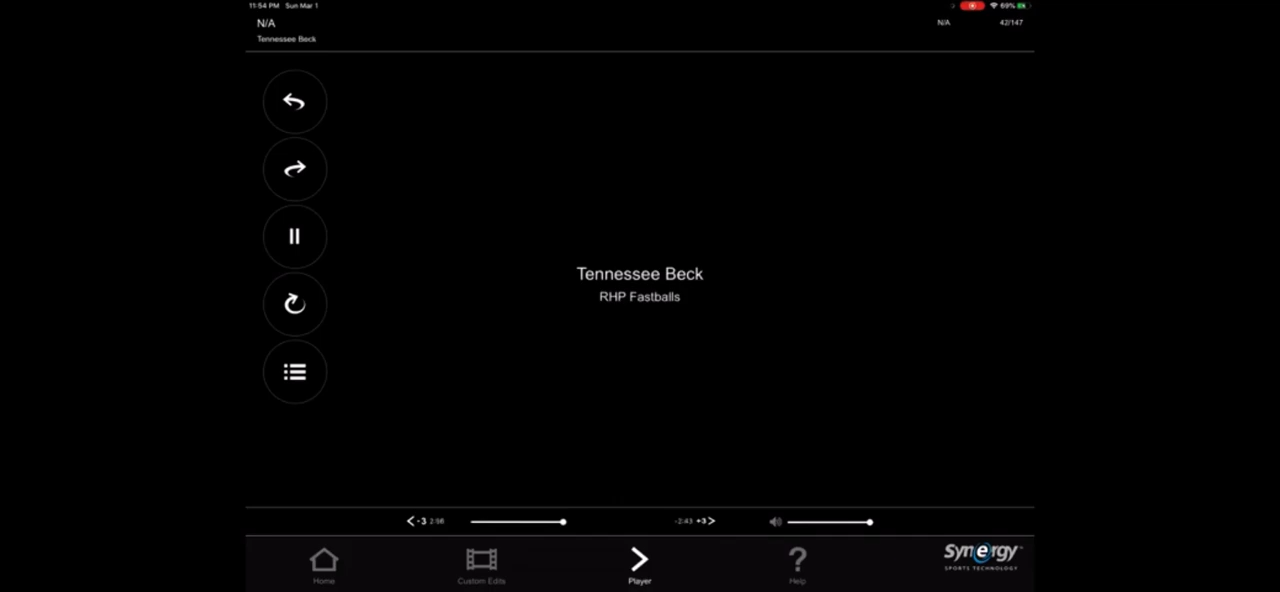 11:54 PM Sun Mar 1
69%
N/A
N/A
42/147
Tennessee Beck
Tennessee Beck
RHP Fastballs
-3 2:56
-2:43 +3
Home
Custom Edits
Player
Help
Synergy
SPORTS TECHNOLOGY